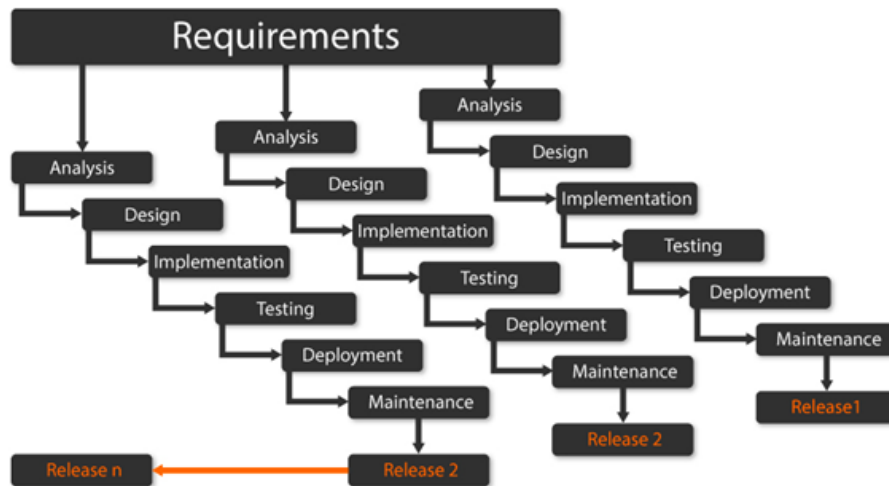 Requirements
Analysis
Analysis
Analysis
Design
Design
Design
Implementation
Implementation
Implementation
Testing
Testing
Testing
Deployment
Deployment
Deployment
Maintenance
Maintenance
Maintenance
Release1
Release 2
Release n
Release 2